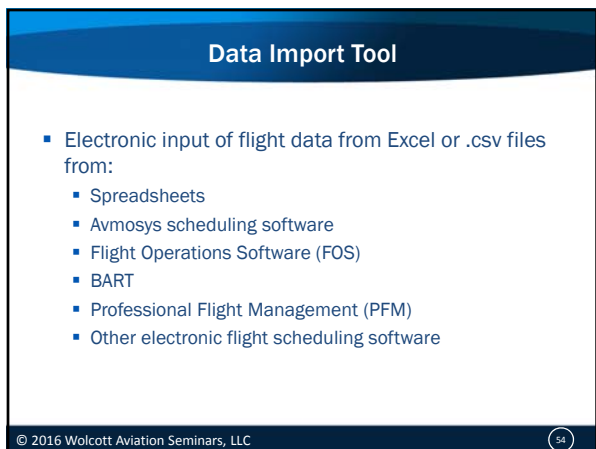 Data Import Tool
▪ Electronic input of flight data from Excel or .csv files
from:
▪ Spreadsheets
▪ Avmosys scheduling software
▪ Flight Operations Software (FOS)
▪ BART
▪ Professional Flight Management (PFM)
▪ Other electronic flight scheduling software
© 2016 Wolcott Aviation Seminars, LLC
54